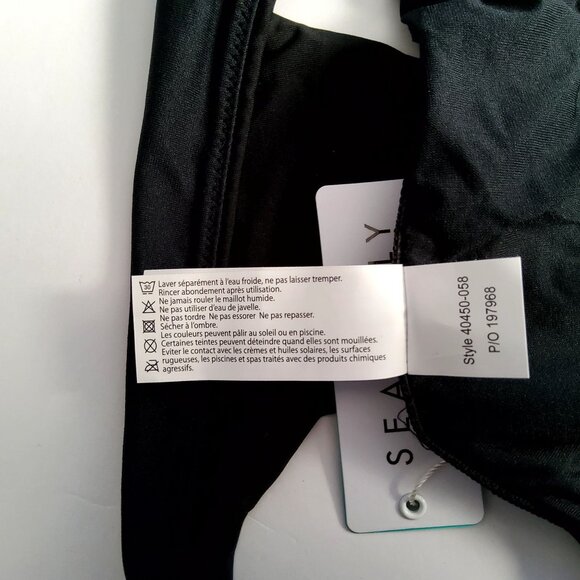 Laver séparément à l'eau froide, ne pas laisser tremper.
Rincer abondement après utilisation.
Ne jamais rouler le maillot humide.
Ne pas utiliser d'eau de javelle.
Ne pas tordre Ne pas essorer Ne pas repasser.
Sécher à l'ombre.
Les couleurs peuvent pâlir au soleil ou en piscine.
Certaines teintes peuvent déteindre quand elles sont mouillées.
Eviter le contact avec les crèmes et huiles solaires, les surfaces
rugueuses, les piscines et spas traités avec des produits chimiques
agressifs.
Style 40450-058
P/O 197968
SEA LY